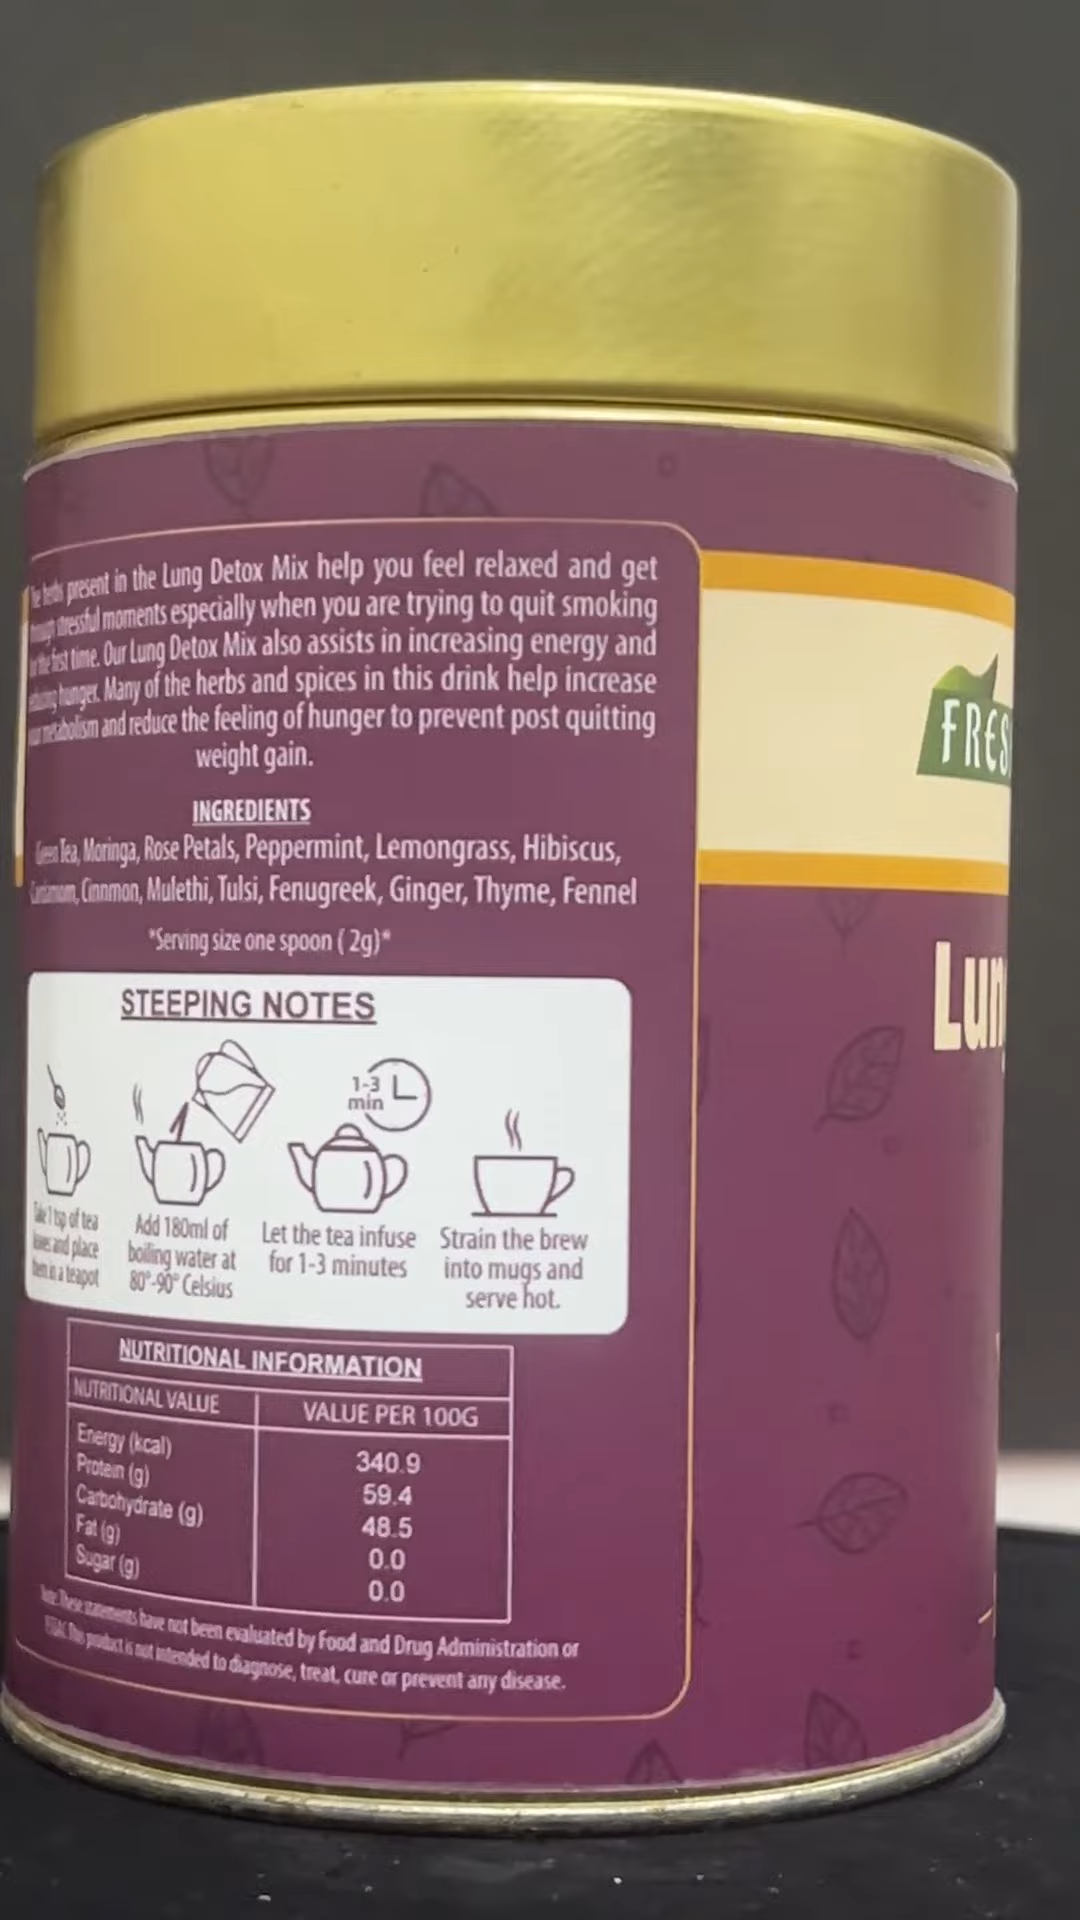 The herbs present in the Lung Detox Mix help you feel relaxed and get
through stressful moments especially when you are trying to quit smoking
for the first time. Our Lung Detox Mix also assists in increasing energy and
reducing hunger. Many of the herbs and spices in this drink help increase
your metabolism and reduce the feeling of hunger to prevent post quitting
weight gain.
INGREDIENTS
Green Tea, Moringa, Rose Petals, Peppermint, Lemongrass, Hibiscus,
Cardamom, Cinnmon, Mulethi, Tulsi, Fenugreek, Ginger, Thyme, Fennel
*Serving size one spoon ( 2g)*
STEEPING NOTES
1-3
min
Take 1 tsp of tea
leaves and place
them in a teapot
Add 180ml of
boiling water at
80°-90° Celsius
Let the tea infuse
for 1-3 minutes
Strain the brew
into mugs and
serve hot.
NUTRITIONAL INFORMATION
NUTRITIONAL VALUE VALUE PER 100G
Energy (kcal) 340.9
Protein (g) 59.4
Carbohydrate (g) 48.5
Fat (g) 0.0
Sugar (g) 0.0
Note: These statements have not been evaluated by Food and Drug Administration or
This product is not intended to diagnose, treat, cure or prevent any disease.
FRES
Lun